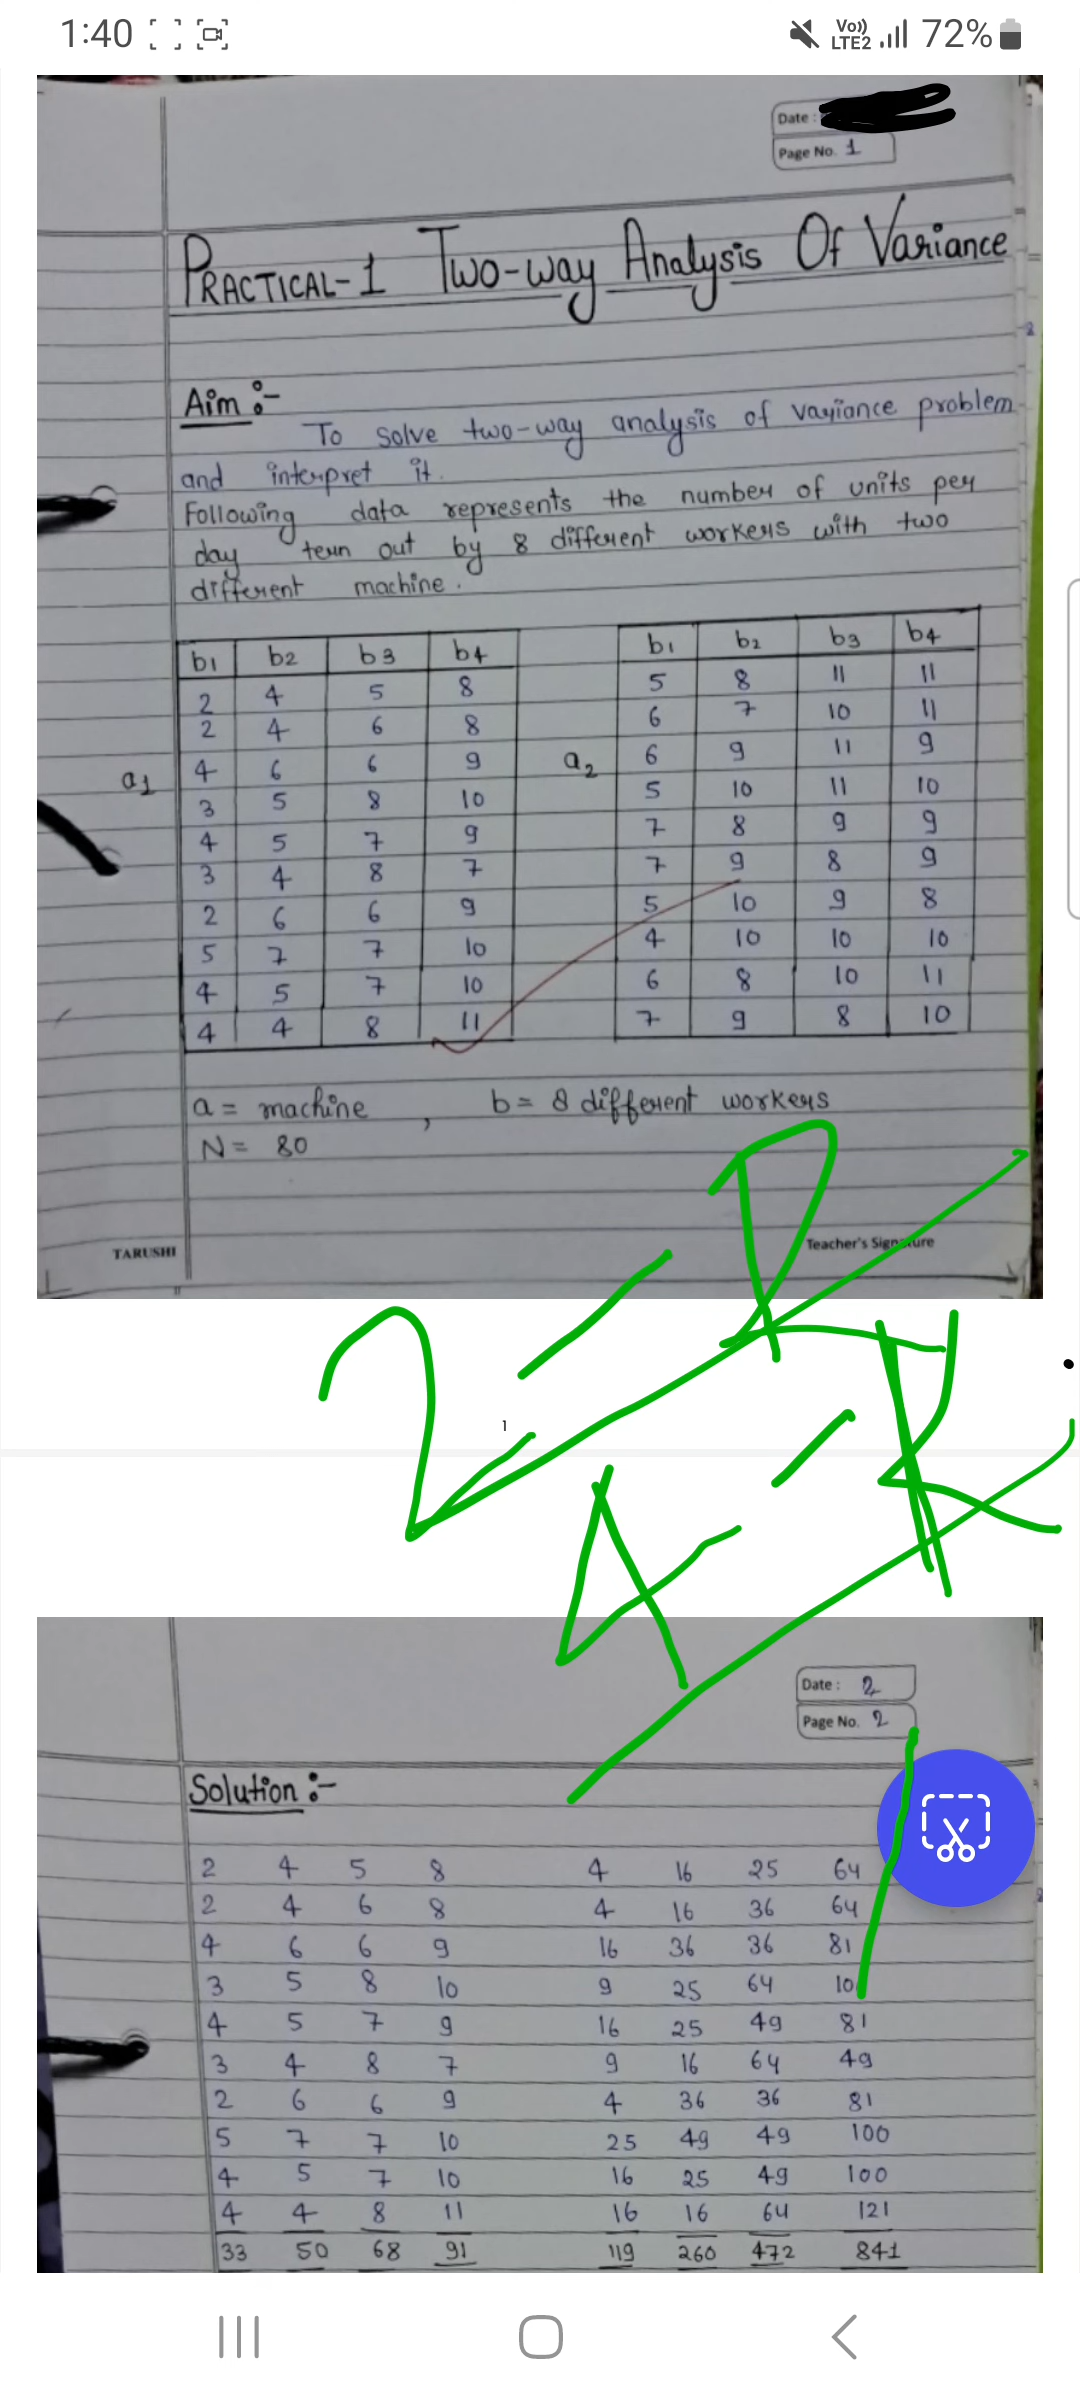 1:40
Vo)) LTE2 72%
Date :
Page No. 1
PRACTICAL-1 Two-way Analysis Of Variance
Aim :-
To solve two-way analysis of variance problem
and interpret it.
Following data represents the number of units per
day tern out by 8 different workers with two
different machine.
b1 b2 b3 b4 b1 b2 b3 b4
2 4 5 8 5 8 11 11
2 4 6 8 6 7 10 11
a1 4 6 6 9 a2 6 9 11 9
3 5 8 10 5 10 11 10
4 5 7 9 7 8 9 9
3 4 8 7 7 9 8 9
2 6 6 9 5 10 9 8
5 7 7 10 4 10 10 10
4 5 7 10 6 8 10 11
4 4 8 11 7 9 8 10
a = machine , b = 8 different workers
N = 80
TARUSHI Teacher's Signature
2 - R
1
4 - R
Date : 2
Page No. 2
Solution :-
2 4 5 8 4 16 25 64
2 4 6 8 4 16 36 64
4 6 6 9 16 36 36 81
3 5 8 10 9 25 64 10
4 5 7 9 16 25 49 81
3 4 8 7 9 16 64 49
2 6 6 9 4 36 36 81
5 7 7 10 25 49 49 100
4 5 7 10 16 25 49 100
4 4 8 11 16 16 64 121
33 50 68 91 119 260 472 841